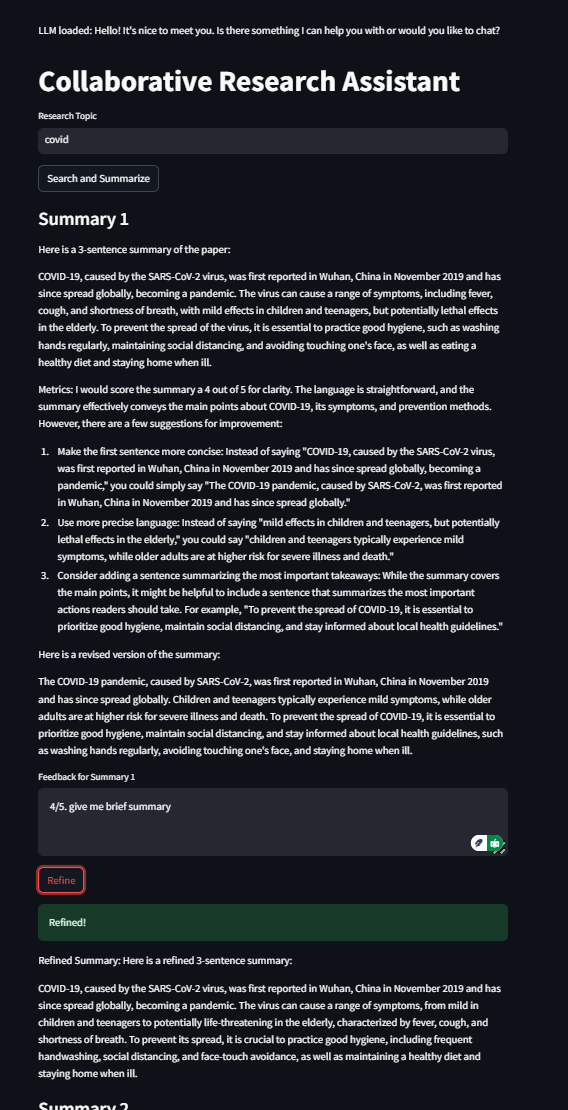 LLM loaded: Hello! It's nice to meet you. Is there something I can help you with or would you like to chat?
Collaborative Research Assistant
Research Topic
covid
Search and Summarize
Summary 1
Here is a 3-sentence summary of the paper:
COVID-19, caused by the SARS-CoV-2 virus, was first reported in Wuhan, China in November 2019 and has
since spread globally, becoming a pandemic. The virus can cause a range of symptoms, including fever,
cough, and shortness of breath, with mild effects in children and teenagers, but potentially lethal effects
in the elderly. To prevent the spread of the virus, it is essential to practice good hygiene, such as washing
hands regularly, maintaining social distancing, and avoiding touching one's face, as well as eating a
healthy diet and staying home when ill.
Metrics: I would score the summary a 4 out of 5 for clarity. The language is straightforward, and the
summary effectively conveys the main points about COVID-19, its symptoms, and prevention methods.
However, there are a few suggestions for improvement:
1. Make the first sentence more concise: Instead of saying "COVID-19, caused by the SARS-CoV-2 virus,
was first reported in Wuhan, China in November 2019 and has since spread globally, becoming a
pandemic," you could simply say "The COVID-19 pandemic, caused by SARS-CoV-2, was first reported
in Wuhan, China in November 2019 and has since spread globally."
2. Use more precise language: Instead of saying "mild effects in children and teenagers, but potentially
lethal effects in the elderly," you could say "children and teenagers typically experience mild
symptoms, while older adults are at higher risk for severe illness and death."
3. Consider adding a sentence summarizing the most important takeaways: While the summary covers
the main points, it might be helpful to include a sentence that summarizes the most important
actions readers should take. For example, "To prevent the spread of COVID-19, it is essential to
prioritize good hygiene, maintain social distancing, and stay informed about local health guidelines."
Here is a revised version of the summary:
The COVID-19 pandemic, caused by SARS-CoV-2, was first reported in Wuhan, China in November 2019
and has since spread globally. Children and teenagers typically experience mild symptoms, while older
adults are at higher risk for severe illness and death. To prevent the spread of COVID-19, it is essential to
prioritize good hygiene, maintain social distancing, and stay informed about local health guidelines, such
as washing hands regularly, avoiding touching one's face, and staying home when ill.
Feedback for Summary 1
4/5. give me brief summary
Refine
Refined!
Refined Summary: Here is a refined 3-sentence summary:
COVID-19, caused by the SARS-CoV-2 virus, was first reported in Wuhan, China in November 2019 and has
since spread globally, becoming a pandemic. The virus can cause a range of symptoms, from mild in
children and teenagers to potentially life-threatening in the elderly, characterized by fever, cough, and
shortness of breath. To prevent its spread, it is crucial to practice good hygiene, including frequent
handwashing, social distancing, and face-touch avoidance, as well as maintaining a healthy diet and
staying home when ill.
Summary 2